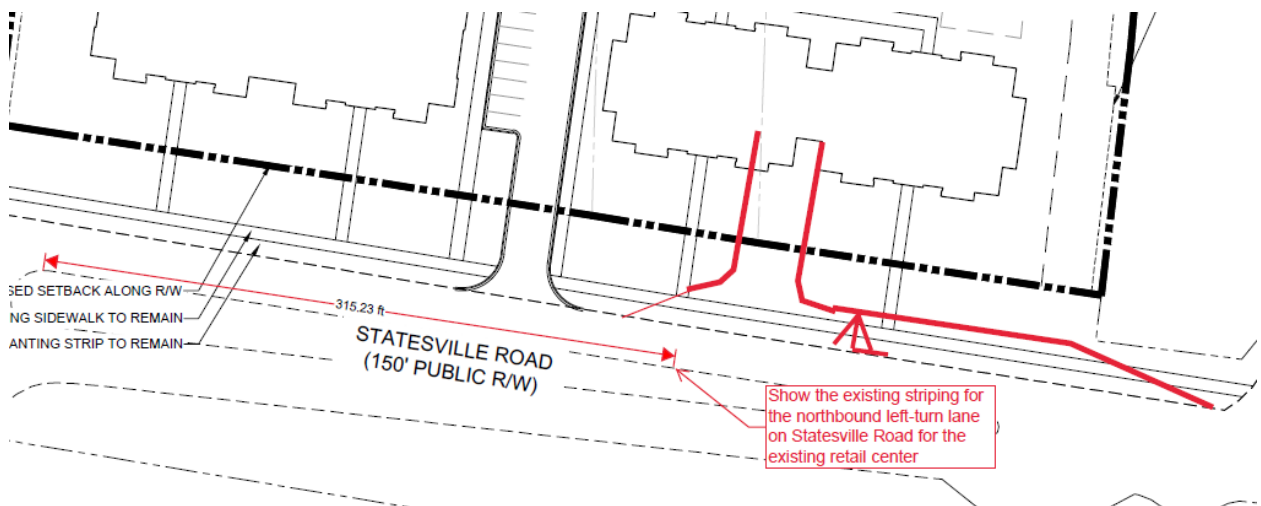 SED SETBACK ALONG R/W
NG SIDEWALK TO REMAIN
ANTING STRIP TO REMAIN
315.23 ft
STATESVILLE ROAD
(150' PUBLIC R/W)
Show the existing striping for
the northbound left-turn lane
on Statesville Road for the
existing retail center